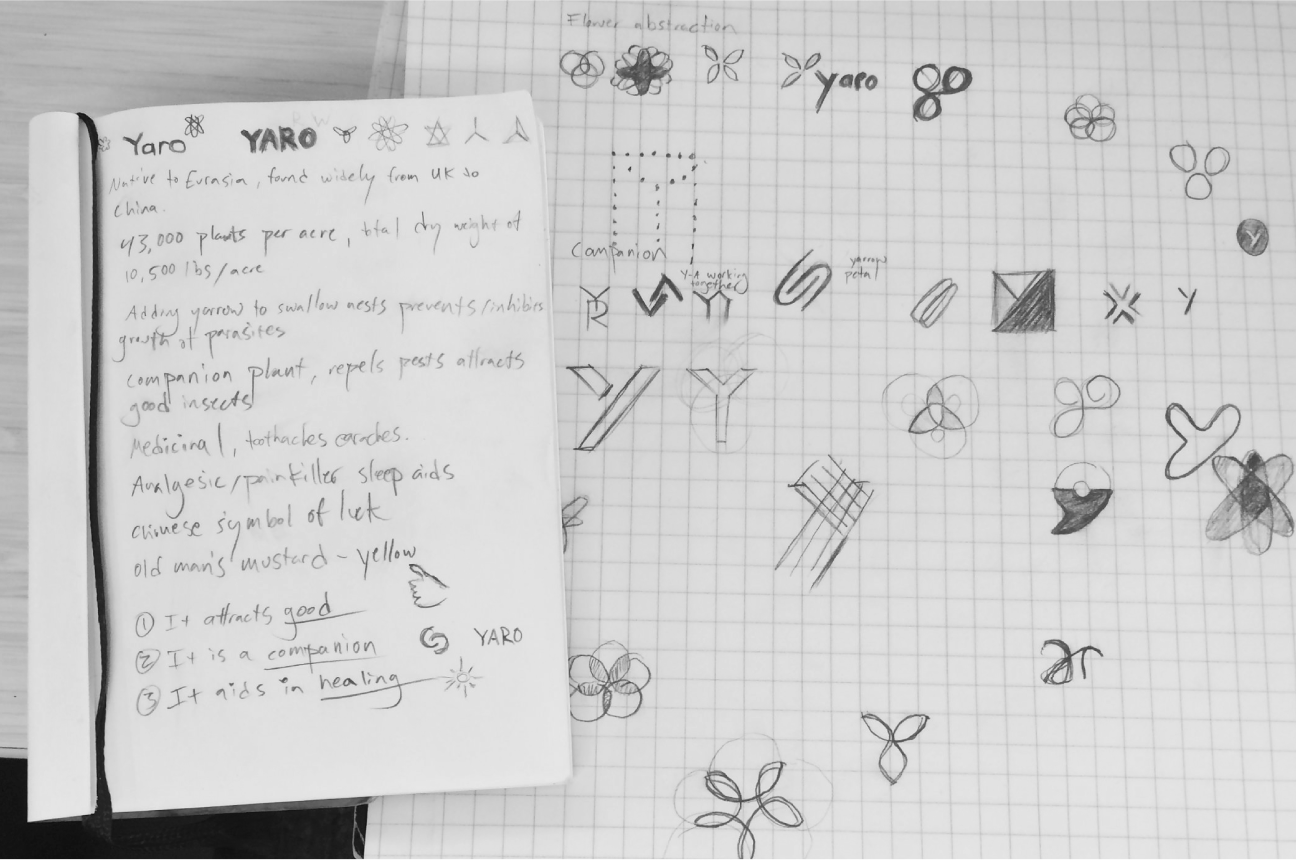 Yaro YARO
Native to Eurasia, found widely from UK to
China.
43,000 plants per acre, total dry weight of
10,500 lbs/acre
Adding yarrow to swallow nests prevents/inhibits
growth of parasites
companion plant, repels pests attracts
good insects
Medicinal, toothaches earaches.
Analgesic/painkiller sleep aids
chinese symbol of luck
old man's mustard - yellow
① It attracts good
② It is a companion
③ It aids in healing
YARO
Flower abstraction
yaro
Y
Companion
Y-A working
together
yarrow
petal
YR
Y
Y
Y
ar